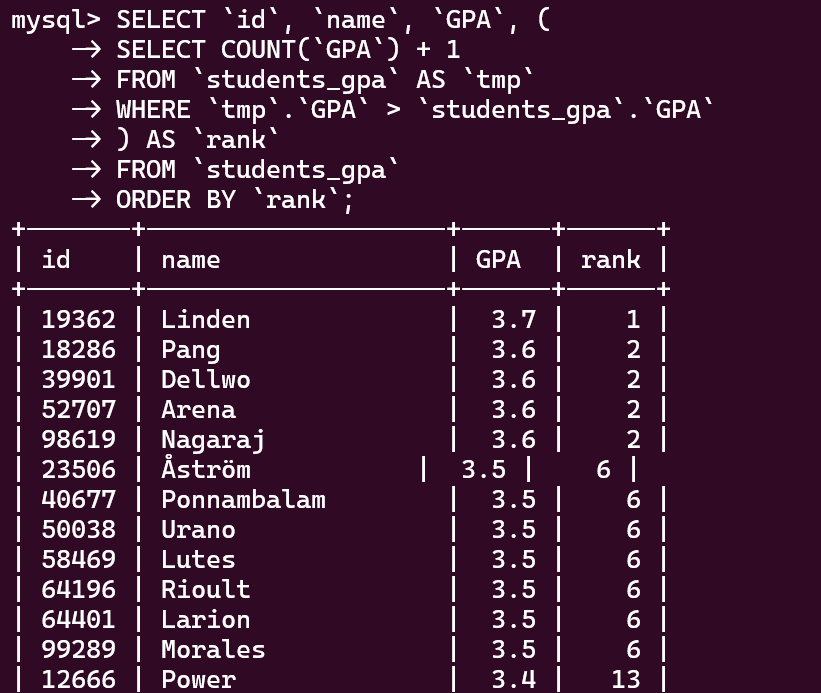 mysql> SELECT `id`, `name`, `GPA`, (
    -> SELECT COUNT(`GPA`) + 1
    -> FROM `students_gpa` AS `tmp`
    -> WHERE `tmp`.`GPA` > `students_gpa`.`GPA`
    -> ) AS `rank`
    -> FROM `students_gpa`
    -> ORDER BY `rank`;
+-------+--------------------+------+------+
| id    | name               | GPA  | rank |
+-------+--------------------+------+------+
| 19362 | Linden             |  3.7 |    1 |
| 18286 | Pang               |  3.6 |    2 |
| 39901 | Dellwo             |  3.6 |    2 |
| 52707 | Arena              |  3.6 |    2 |
| 98619 | Nagaraj            |  3.6 |    2 |
| 23506 | Åström           |  3.5 |    6 |
| 40677 | Ponnambalam        |  3.5 |    6 |
| 50038 | Urano              |  3.5 |    6 |
| 58469 | Lutes              |  3.5 |    6 |
| 64196 | Rioult             |  3.5 |    6 |
| 64401 | Larion             |  3.5 |    6 |
| 99289 | Morales            |  3.5 |    6 |
| 12666 | Power              |  3.4 |   13 |